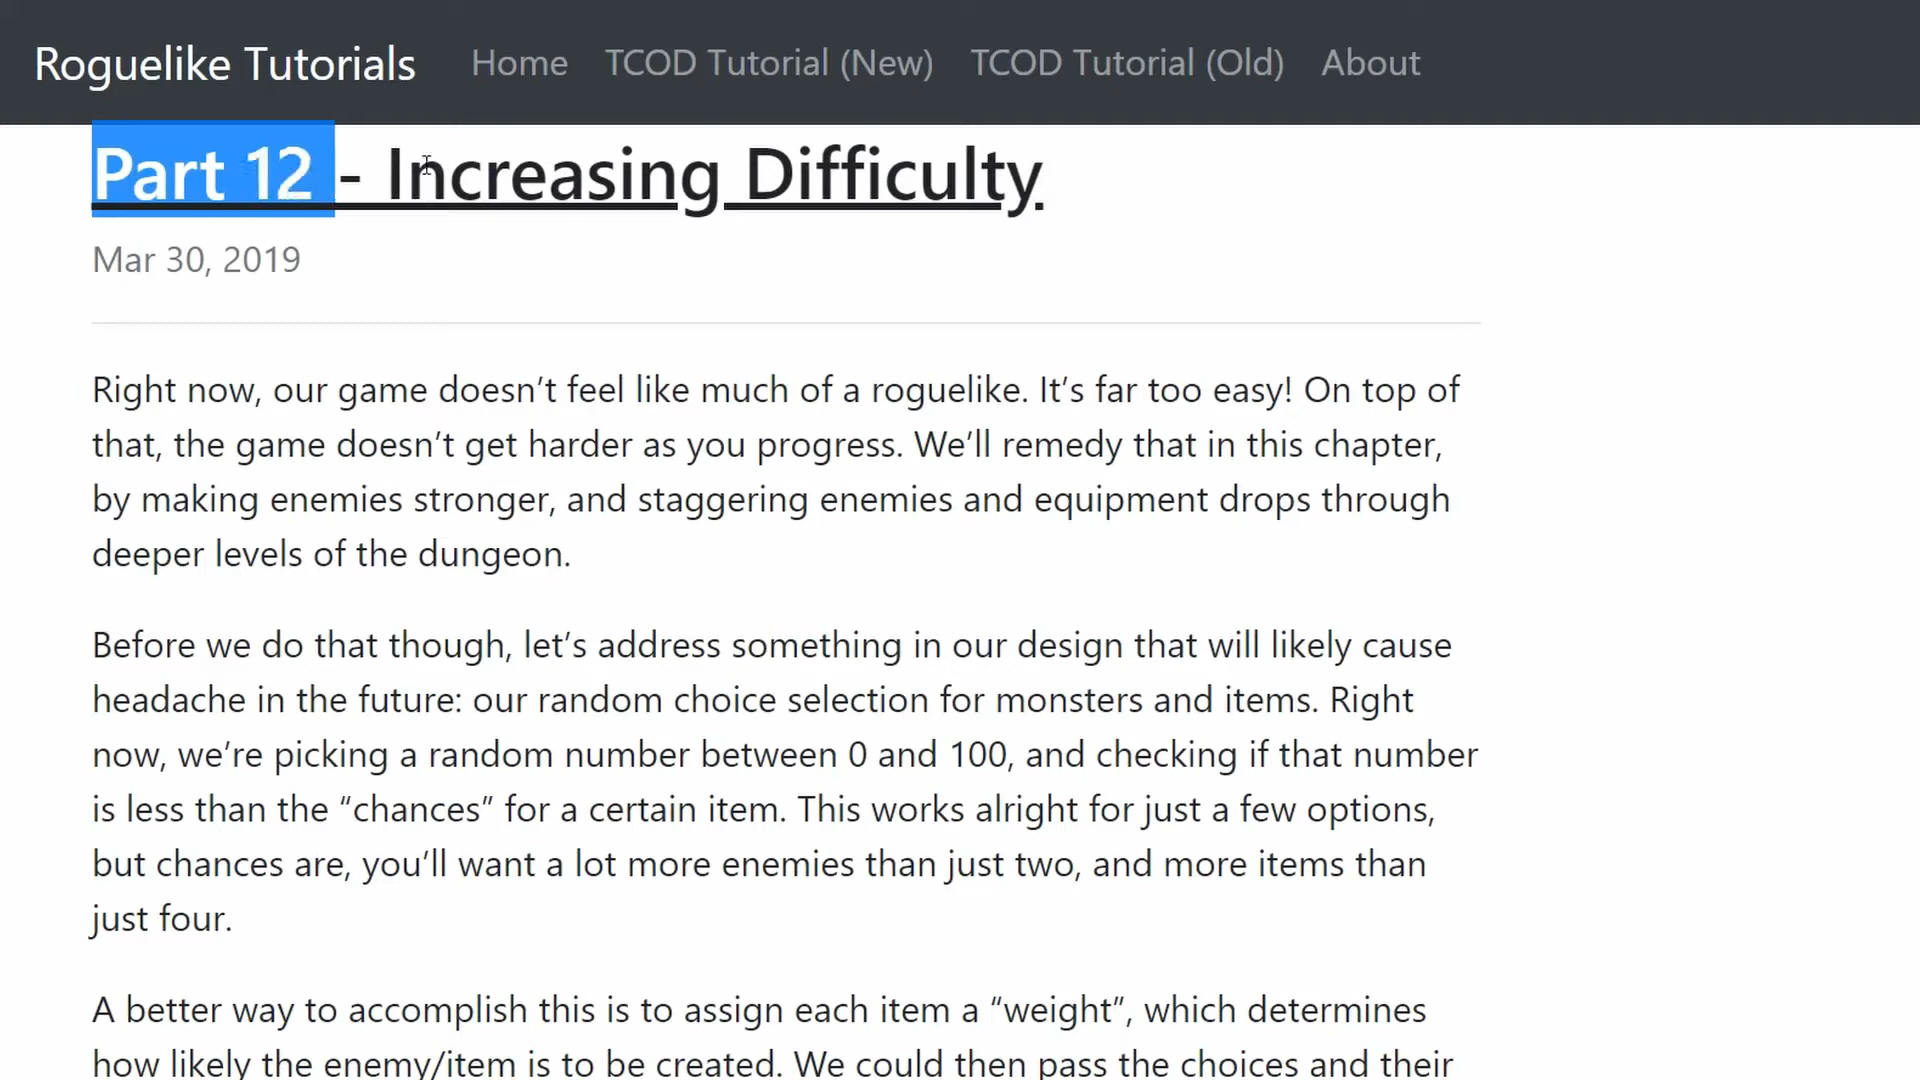 Roguelike Tutorials Home TCOD Tutorial (New) TCOD Tutorial (Old) About
Part 12 - Increasing Difficulty
Mar 30, 2019
Right now, our game doesn’t feel like much of a roguelike. It’s far too easy! On top of
that, the game doesn’t get harder as you progress. We’ll remedy that in this chapter,
by making enemies stronger, and staggering enemies and equipment drops through
deeper levels of the dungeon.
Before we do that though, let’s address something in our design that will likely cause
headache in the future: our random choice selection for monsters and items. Right
now, we’re picking a random number between 0 and 100, and checking if that number
is less than the “chances” for a certain item. This works alright for just a few options,
but chances are, you’ll want a lot more enemies than just two, and more items than
just four.
A better way to accomplish this is to assign each item a “weight”, which determines
how likely the enemy/item is to be created. We could then pass the choices and their